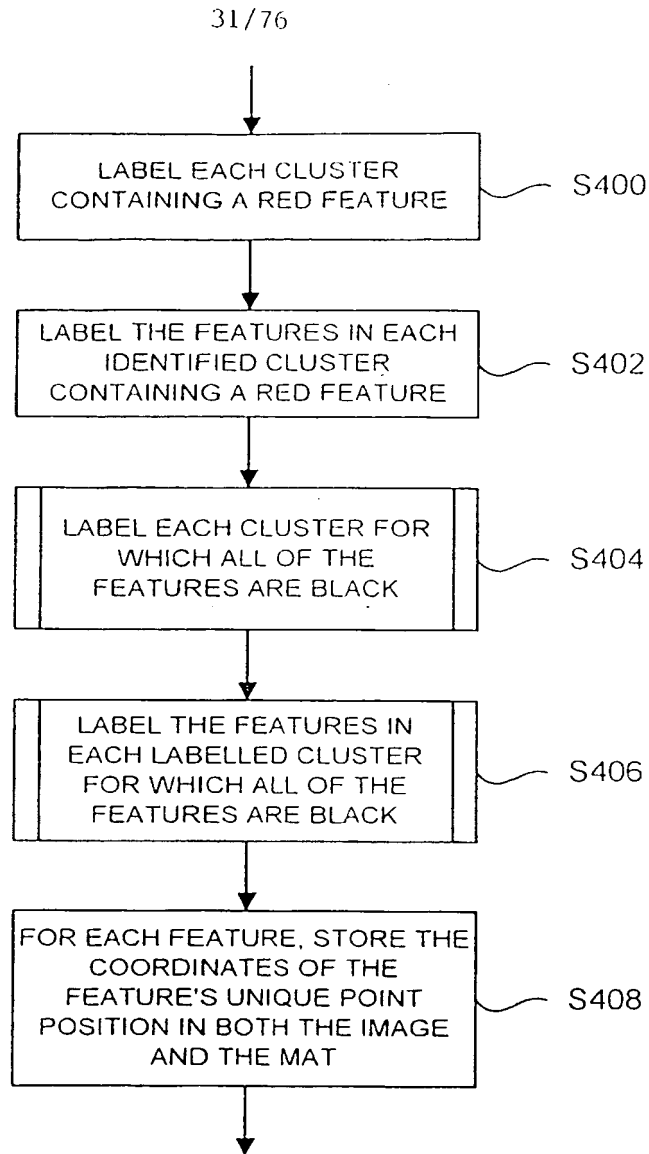 31/76
LABEL EACH CLUSTER
CONTAINING A RED FEATURE
S400
LABEL THE FEATURES IN EACH
IDENTIFIED CLUSTER
CONTAINING A RED FEATURE
S402
LABEL EACH CLUSTER FOR
WHICH ALL OF THE
FEATURES ARE BLACK
S404
LABEL THE FEATURES IN
EACH LABELLED CLUSTER
FOR WHICH ALL OF THE
FEATURES ARE BLACK
S406
FOR EACH FEATURE, STORE THE
COORDINATES OF THE
FEATURE'S UNIQUE POINT
POSITION IN BOTH THE IMAGE
AND THE MAT
S408